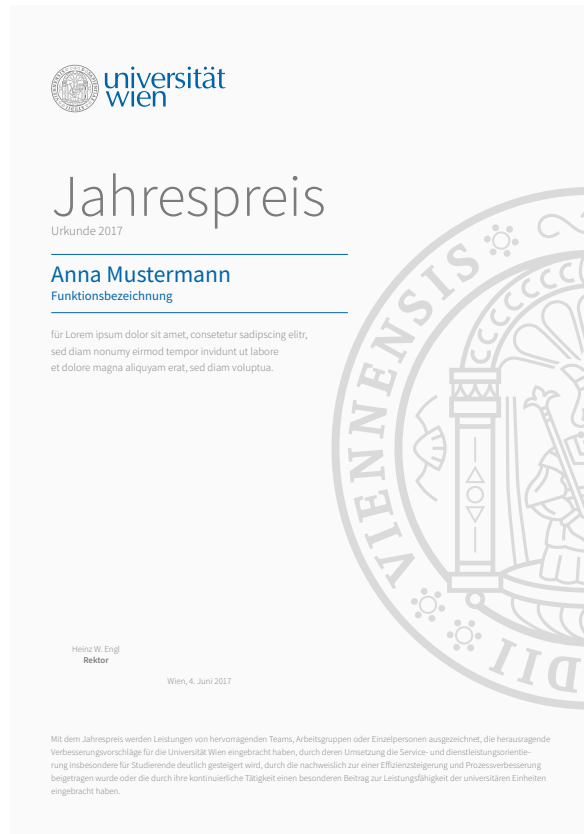 universität
wien
Jahrespreis
Urkunde 2017
Anna Mustermann
Funktionsbezeichnung
für Lorem ipsum dolor sit amet, consetetur sadipscing elitr,
sed diam nonumy eirmod tempor invidunt ut labore
et dolore magna aliquyam erat, sed diam voluptua.
VIENNENSIS
DII
Heinz W. Engl
Rektor
Wien, 4. Juni 2017
Mit dem Jahrespreis werden Leistungen von hervorragenden Teams, Arbeitsgruppen oder Einzelpersonen ausgezeichnet, die herausragende
Verbesserungsvorschläge für die Universität Wien eingebracht haben, durch deren Umsetzung die Service- und dienstleistungsorientie-
rung insbesondere für Studierende deutlich gesteigert wird, durch die nachweislich zur einer Effizienzsteigerung und Prozessverbesserung
beigetragen wurde oder die durch ihre kontinuierliche Tätigkeit einen besonderen Beitrag zur Leistungsfähigkeit der universitären Einheiten
eingebracht haben.